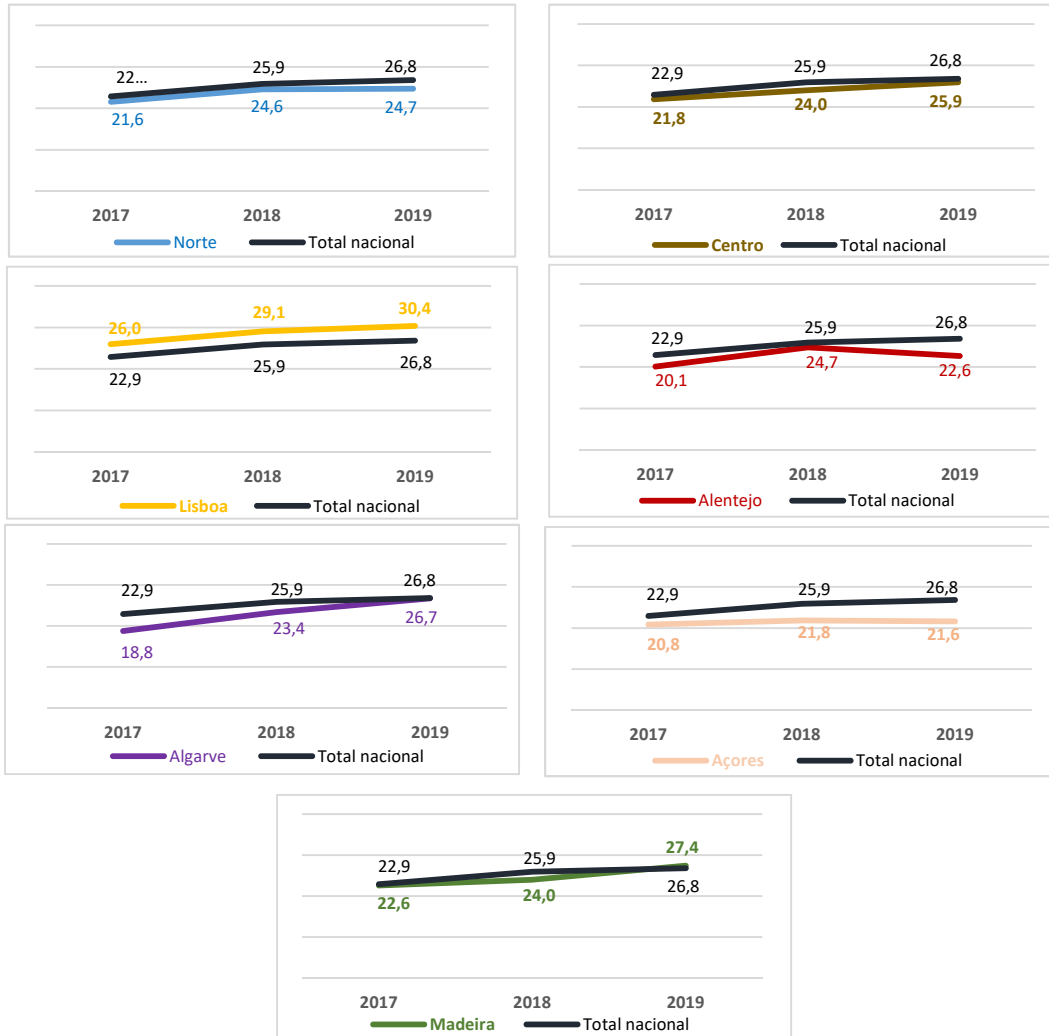 22... 25,9 26,8
21,6 24,6 24,7
2017 2018 2019
Norte Total nacional
22,9 25,9 26,8
21,8 24,0 25,9
2017 2018 2019
Centro Total nacional
26,0 29,1 30,4
22,9 25,9 26,8
2017 2018 2019
Lisboa Total nacional
22,9 25,9 26,8
20,1 24,7 22,6
2017 2018 2019
Alentejo Total nacional
22,9 25,9 26,8
18,8 23,4 26,7
2017 2018 2019
Algarve Total nacional
22,9 25,9 26,8
20,8 21,8 21,6
2017 2018 2019
Açores Total nacional
22,9 25,9 27,4
22,6 24,0 26,8
2017 2018 2019
Madeira Total nacional